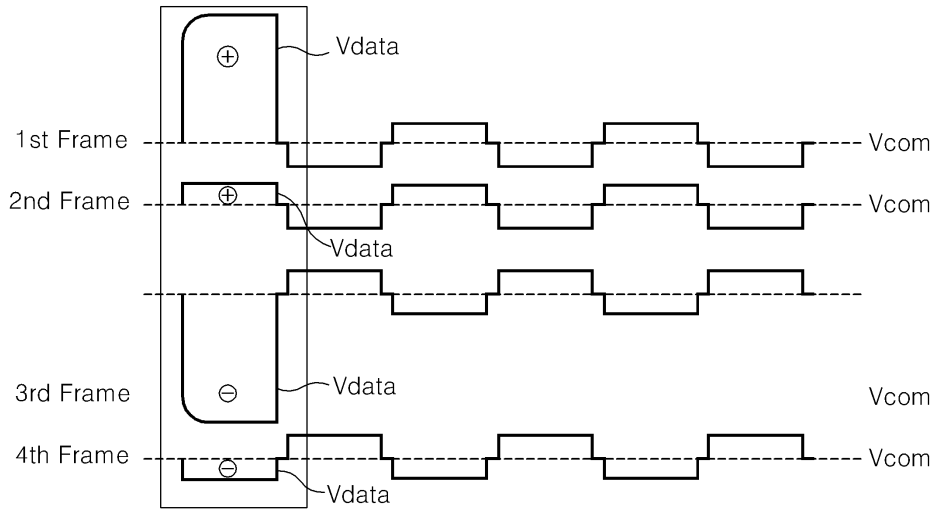 Vdata
⊕
1st Frame
Vcom
2nd Frame
⊕
Vcom
Vdata
3rd Frame
⊖
Vdata
Vcom
4th Frame
⊖
Vcom
Vdata